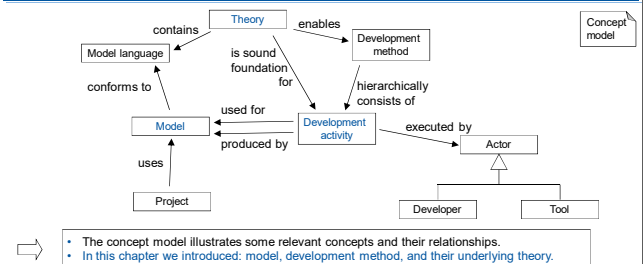 Theory
contains
enables
Concept
model
Model language
is sound
foundation
for
Development
method
conforms to
hierarchically
consists of
used for
Model
Development
activity
produced by
executed by
Actor
uses
Project
Developer
Tool
• The concept model illustrates some relevant concepts and their relationships.
• In this chapter we introduced: model, development method, and their underlying theory.